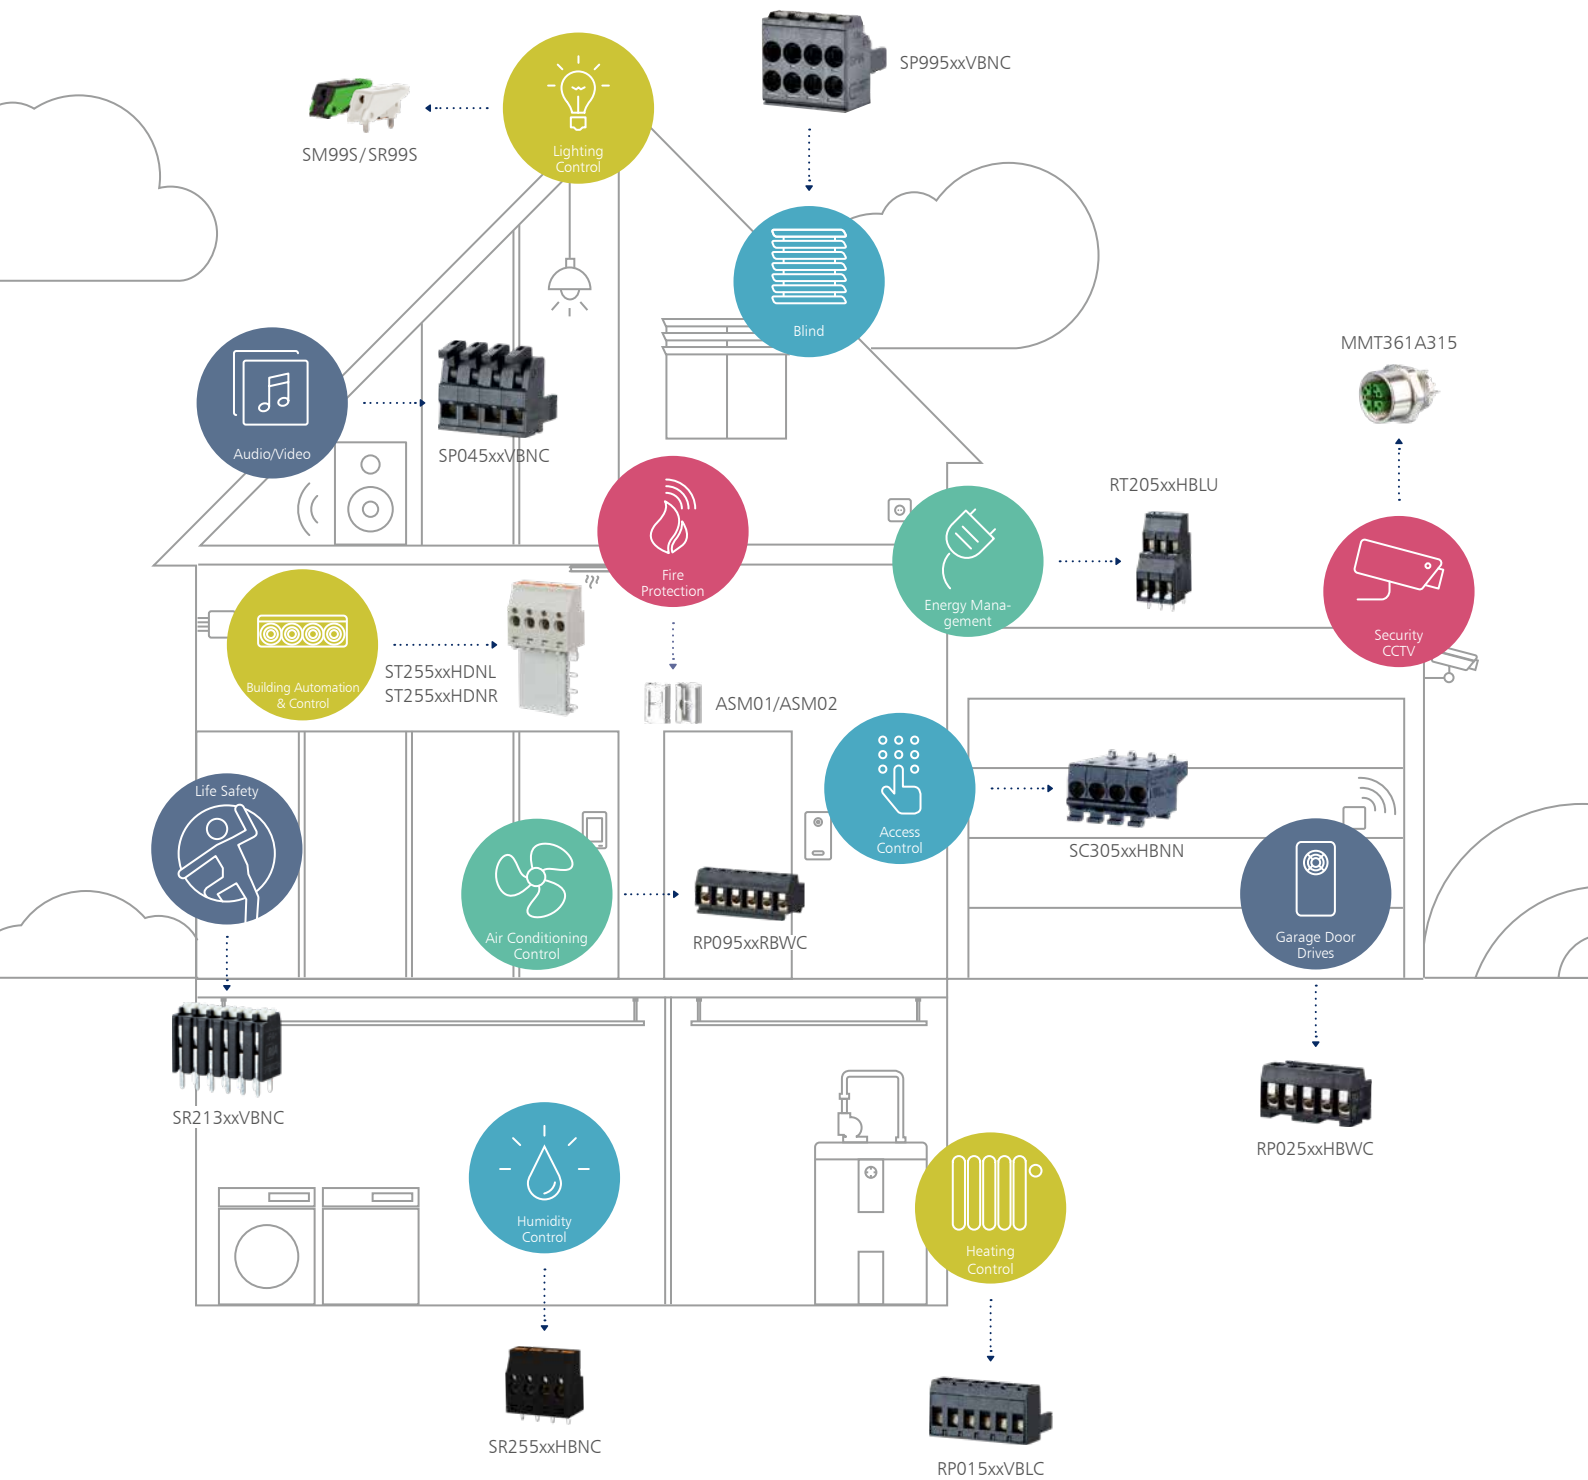 SP995xxVBNC
SM99S/SR99S
Lighting
Control
Blind
MMT361A315
Audio/Video
SP045xxVBNC
RT205xxHBLU
Fire
Protection
Energy Mana-
gement
Security
CCTV
Building Automation
& Control
ST255xxHDNL
ST255xxHDNR
ASM01/ASM02
Life Safety
Access
Control
SC305xxHBNN
Air Conditioning
Control
RP095xxRBWC
Garage Door
Drives
SR213xxVBNC
RP025xxHBWC
Humidity
Control
Heating
Control
SR255xxHBNC
RP015xxVBLC